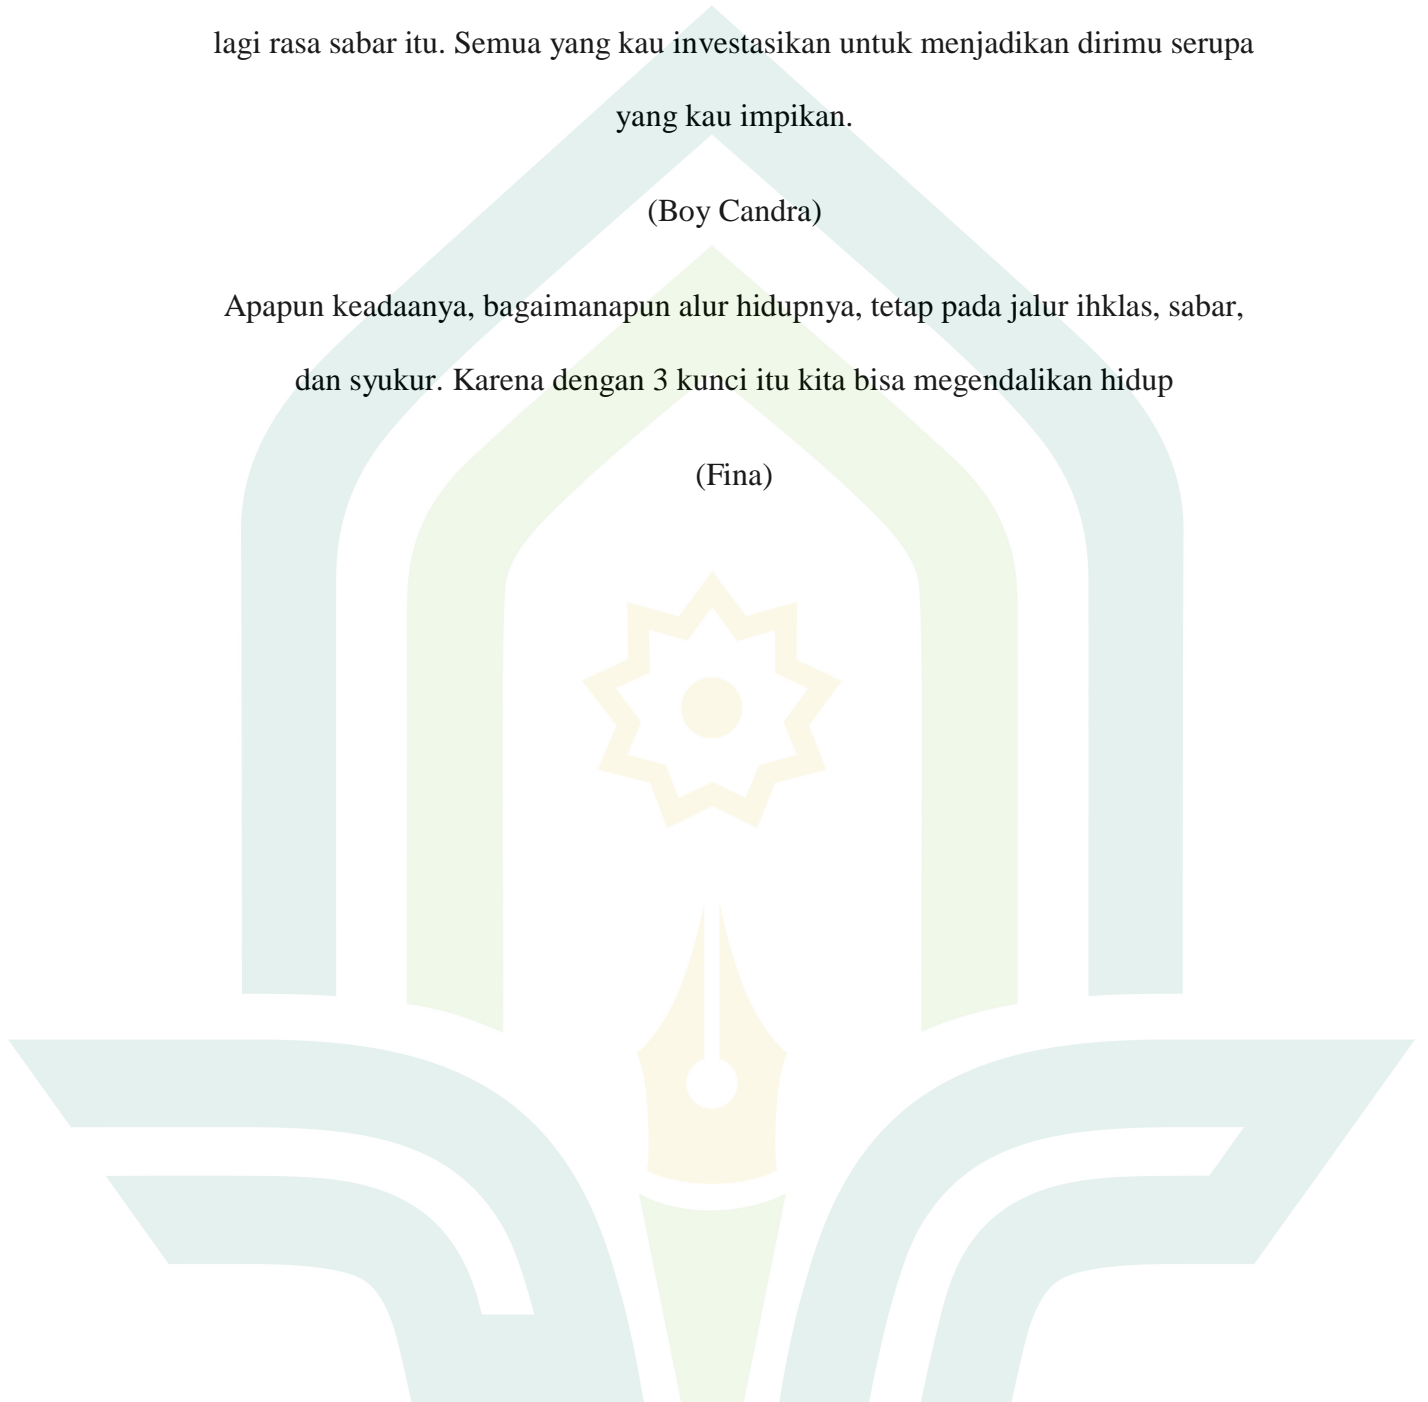 lagi rasa sabar itu. Semua yang kau investasikan untuk menjadikan dirimu serupa
yang kau impikan.
(Boy Candra)
Apapun keadaanya, bagaimanapun alur hidupnya, tetap pada jalur ihklas, sabar,
dan syukur. Karena dengan 3 kunci itu kita bisa megendalikan hidup
(Fina)